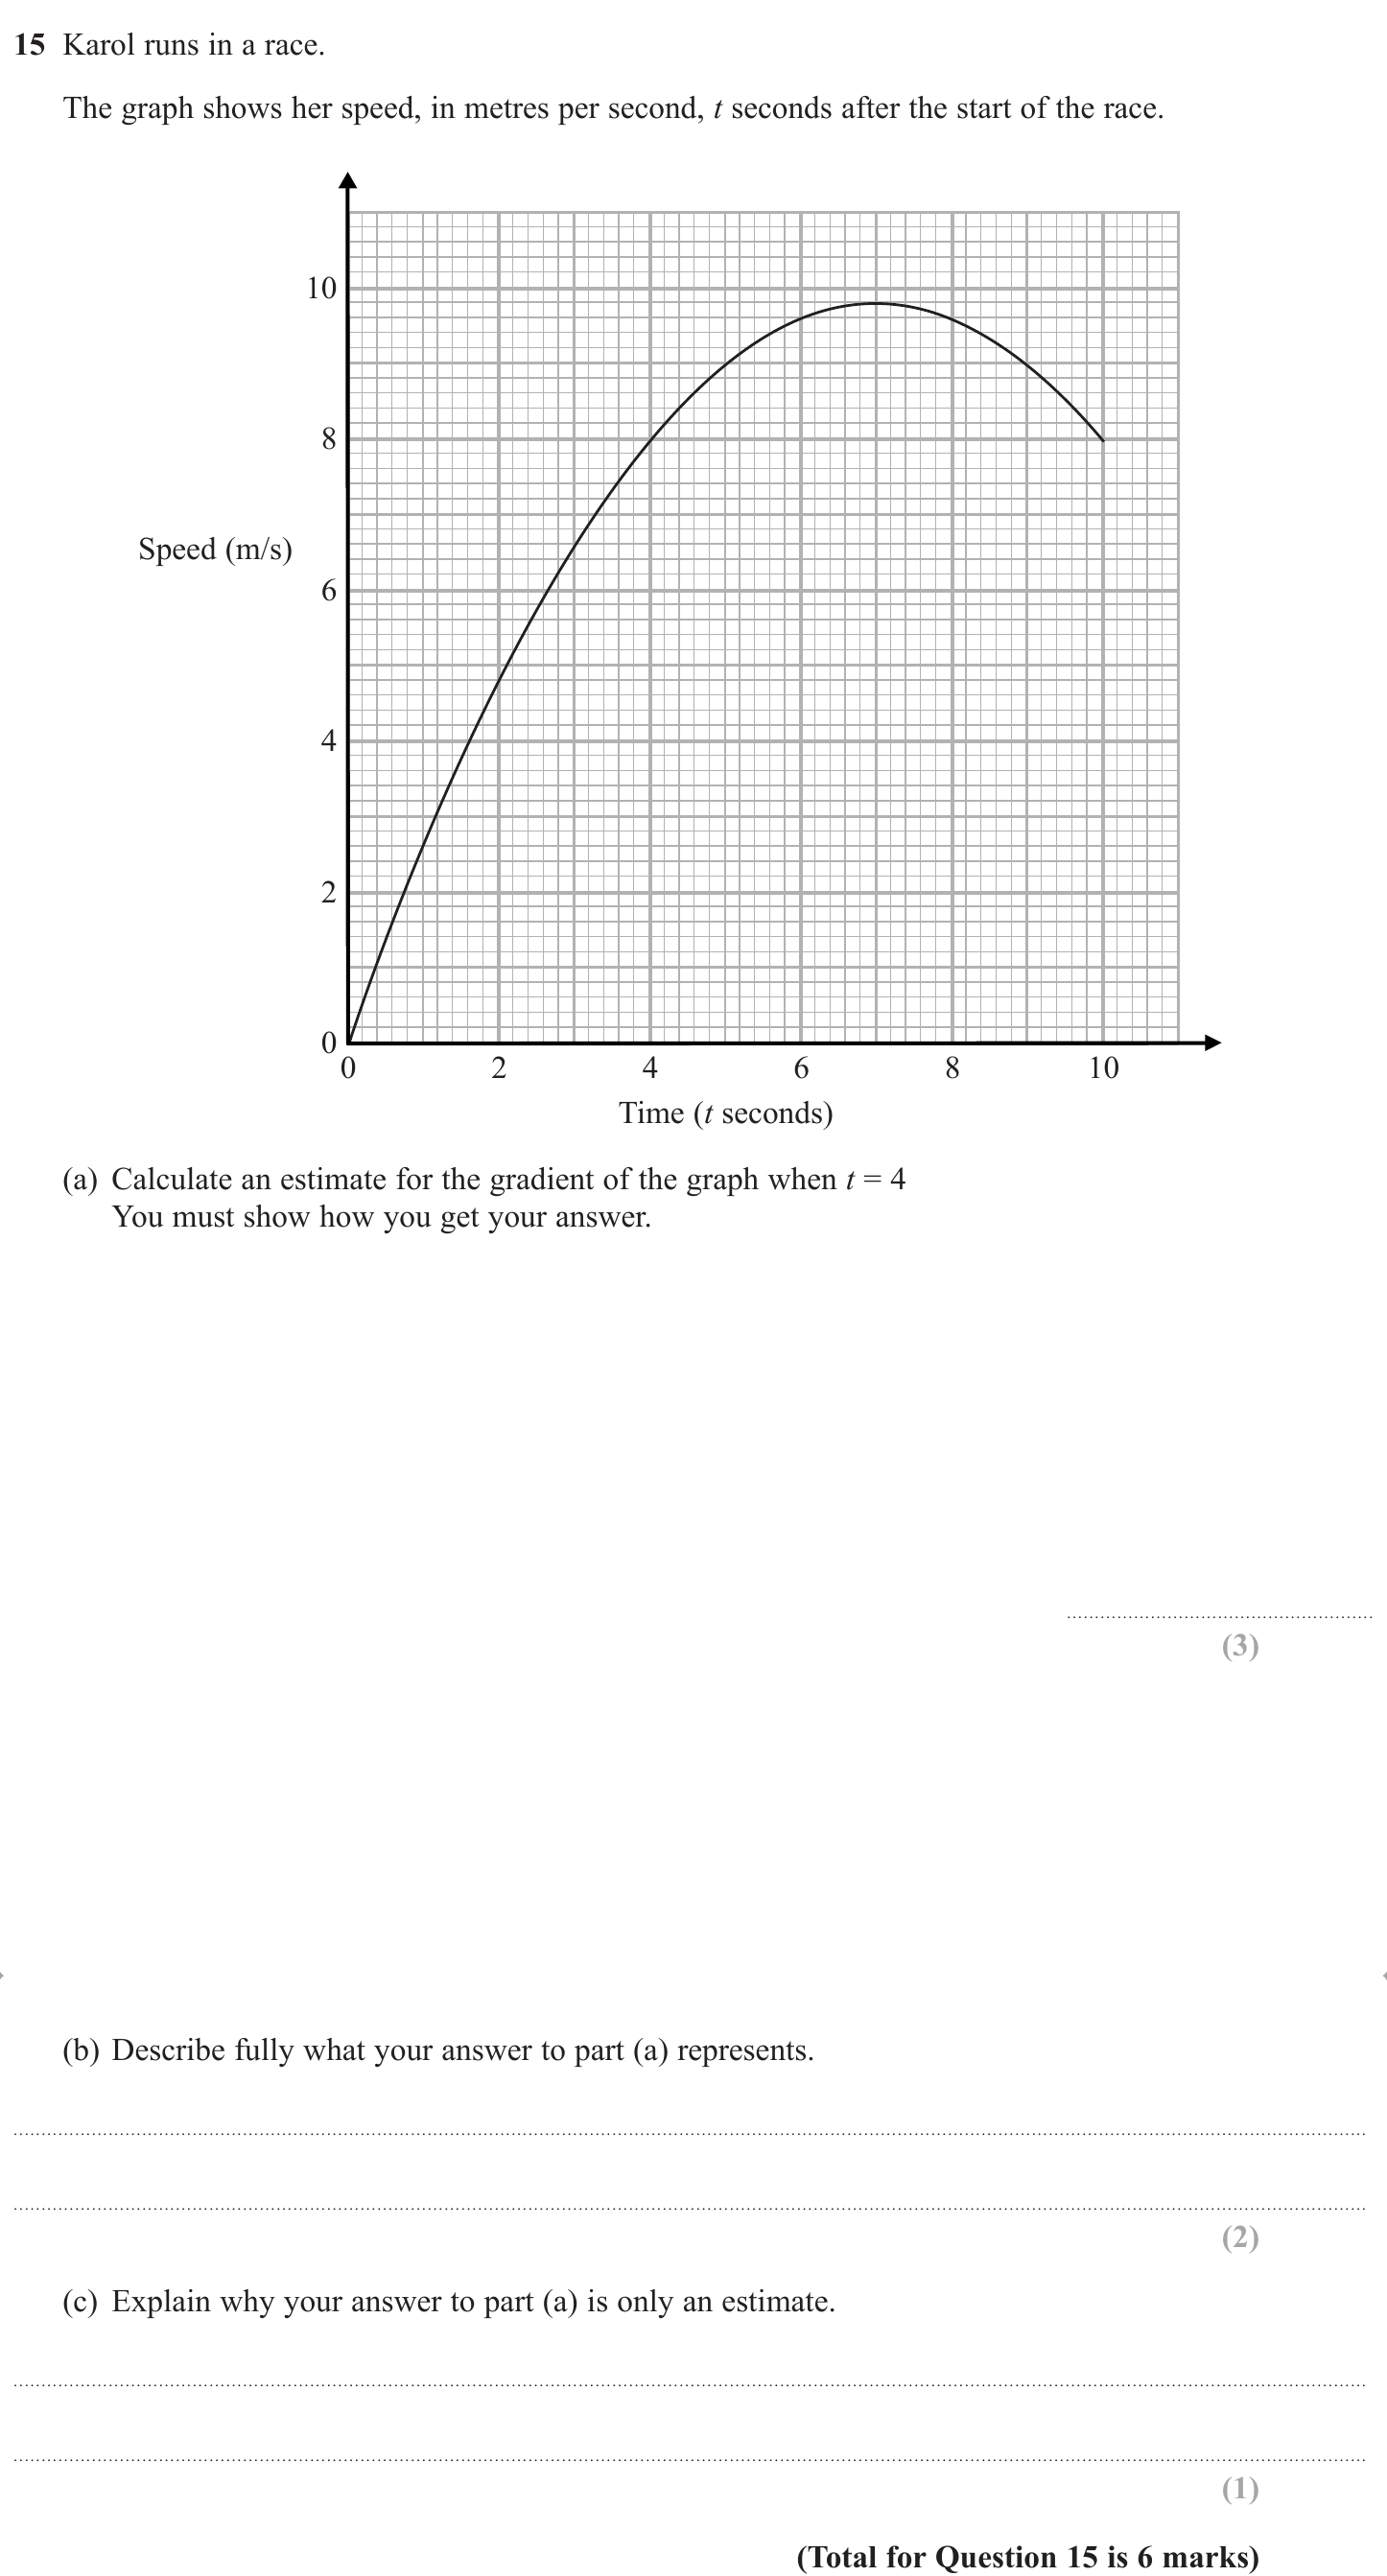 15 Karol runs in a race.
The graph shows her speed, in metres per second, t seconds after the start of the race.
10
8
Speed (m/s)
6
4
2
0
0 2 4 6 8 10
Time (t seconds)
(a) Calculate an estimate for the gradient of the graph when t = 4
You must show how you get your answer.
(3)
(b) Describe fully what your answer to part (a) represents.
(2)
(c) Explain why your answer to part (a) is only an estimate.
(1)
(Total for Question 15 is 6 marks)